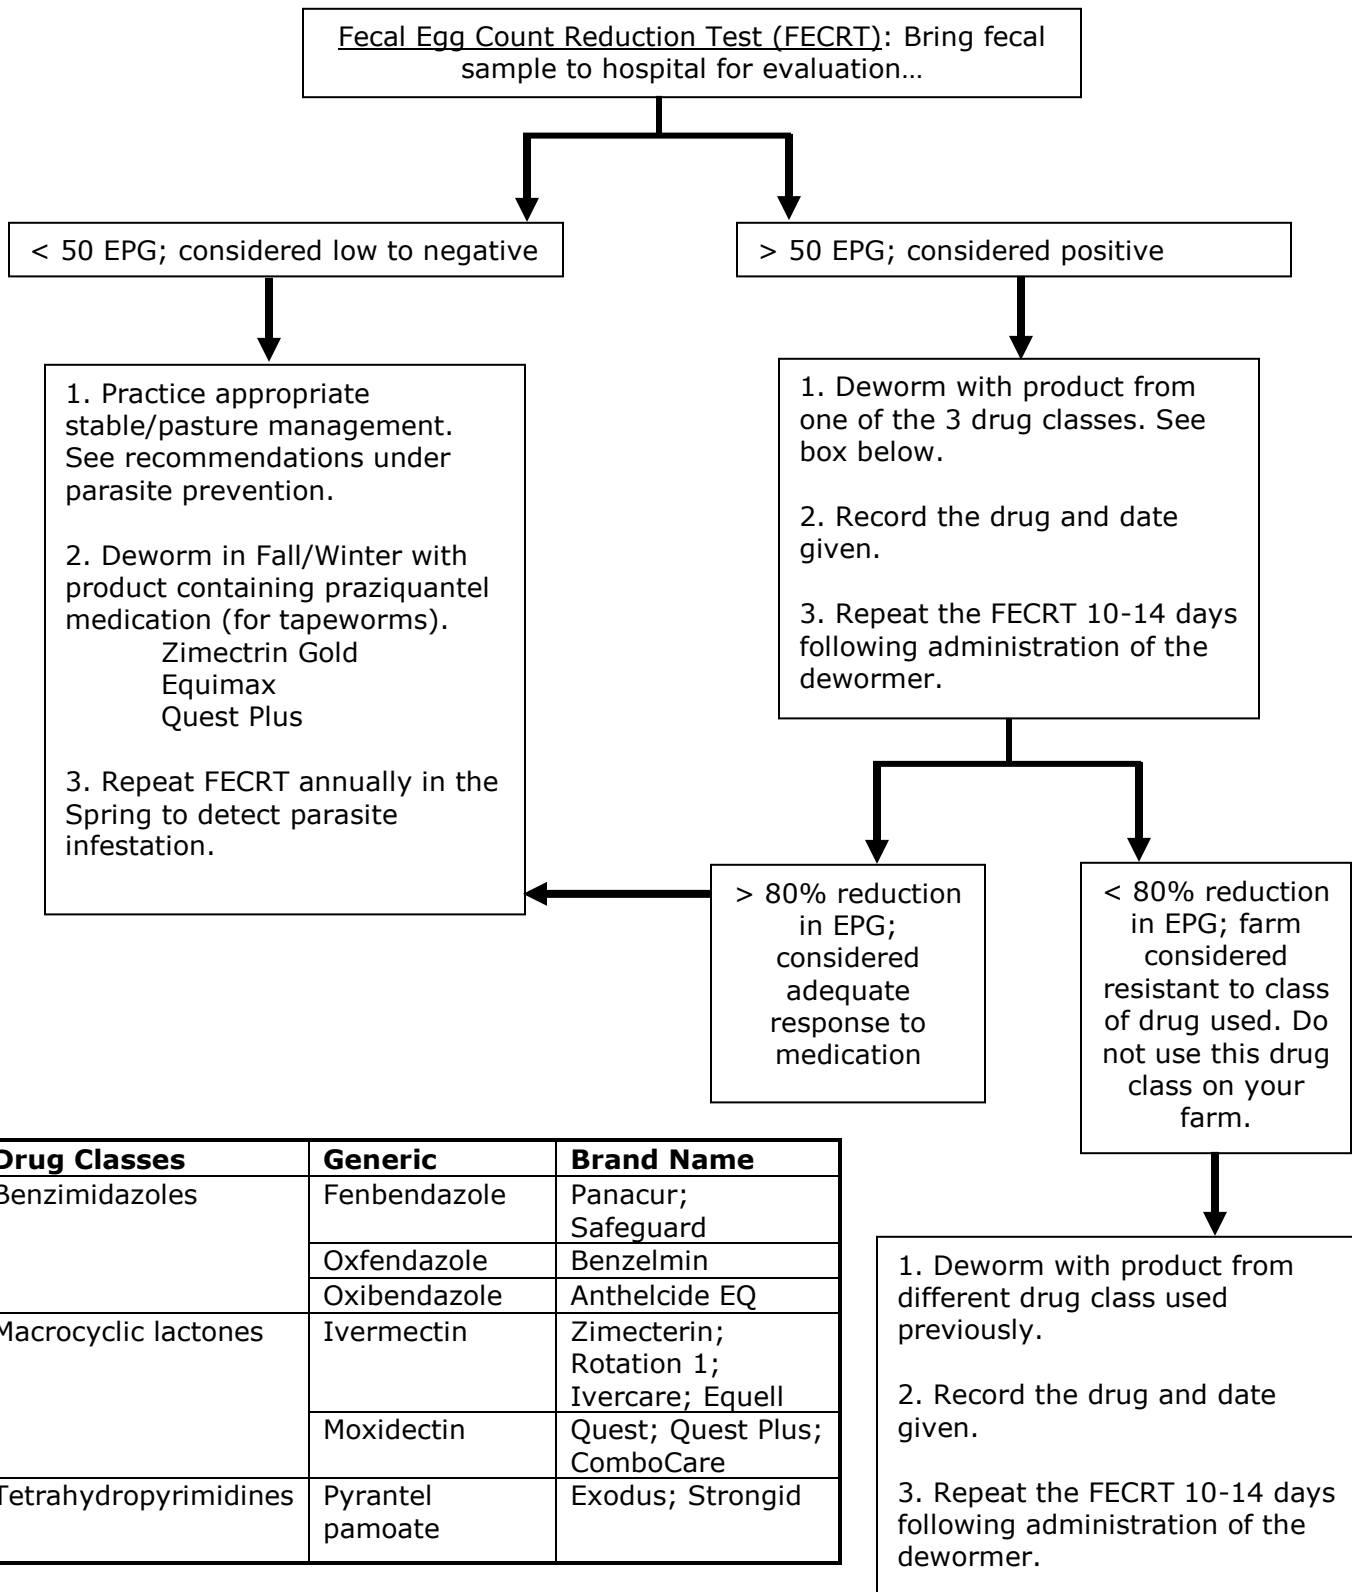 Fecal Egg Count Reduction Test (FECRT): Bring fecal
sample to hospital for evaluation…
< 50 EPG; considered low to negative
> 50 EPG; considered positive
1. Practice appropriate
stable/pasture management.
See recommendations under
parasite prevention.
2. Deworm in Fall/Winter with
product containing praziquantel
medication (for tapeworms).
Zimectrin Gold
Equimax
Quest Plus
3. Repeat FECRT annually in the
Spring to detect parasite
infestation.
1. Deworm with product from
one of the 3 drug classes. See
box below.
2. Record the drug and date
given.
3. Repeat the FECRT 10-14 days
following administration of the
dewormer.
> 80% reduction
in EPG;
considered
adequate
response to
medication
< 80% reduction
in EPG; farm
considered
resistant to class
of drug used. Do
not use this drug
class on your
farm.
Drug Classes Generic Brand Name
Benzimidazoles Fenbendazole Panacur;
Safeguard
Oxfendazole Benzelmin
Oxibendazole Anthelcide EQ
Macrocyclic lactones Ivermectin Zimecterin;
Rotation 1;
Ivercare; Equell
Moxidectin Quest; Quest Plus;
ComboCare
Tetrahydropyrimidines Pyrantel Exodus; Strongid
pamoate
1. Deworm with product from
different drug class used
previously.
2. Record the drug and date
given.
3. Repeat the FECRT 10-14 days
following administration of the
dewormer.